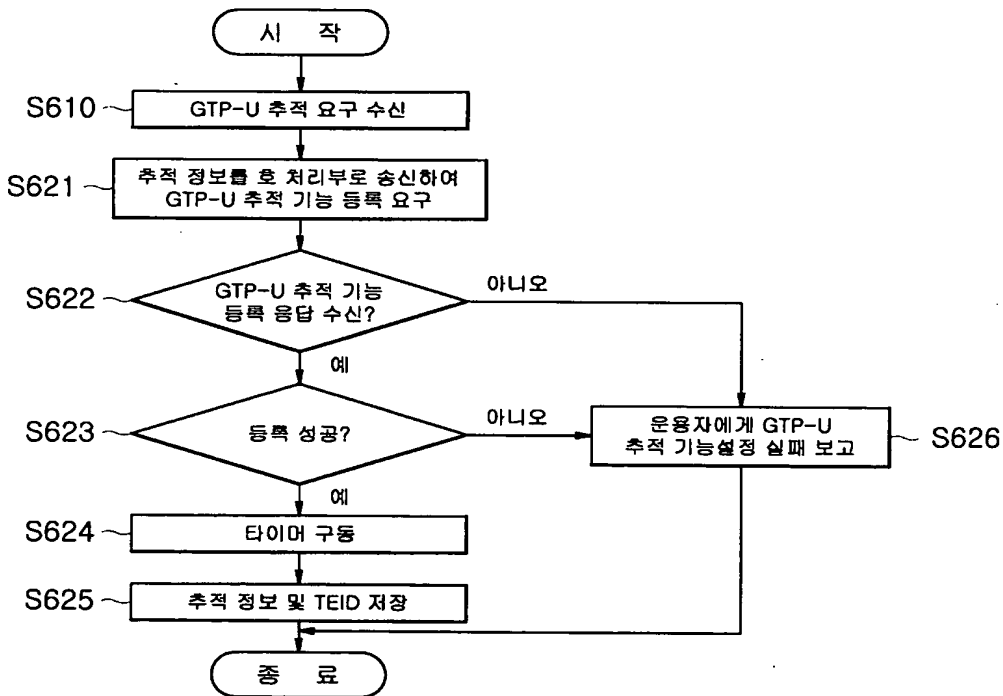 시 작
S610
GTP-U 추적 요구 수신
S621
추적 정보를 호 처리부로 송신하여
GTP-U 추적 기능 등록 요구
S622
GTP-U 추적 기능
등록 응답 수신?
아니오
예
S623
등록 성공?
아니오
운용자에게 GTP-U
추적 기능설정 실패 보고
S626
예
S624
타이머 구동
S625
추적 정보 및 TEID 저장
종 료